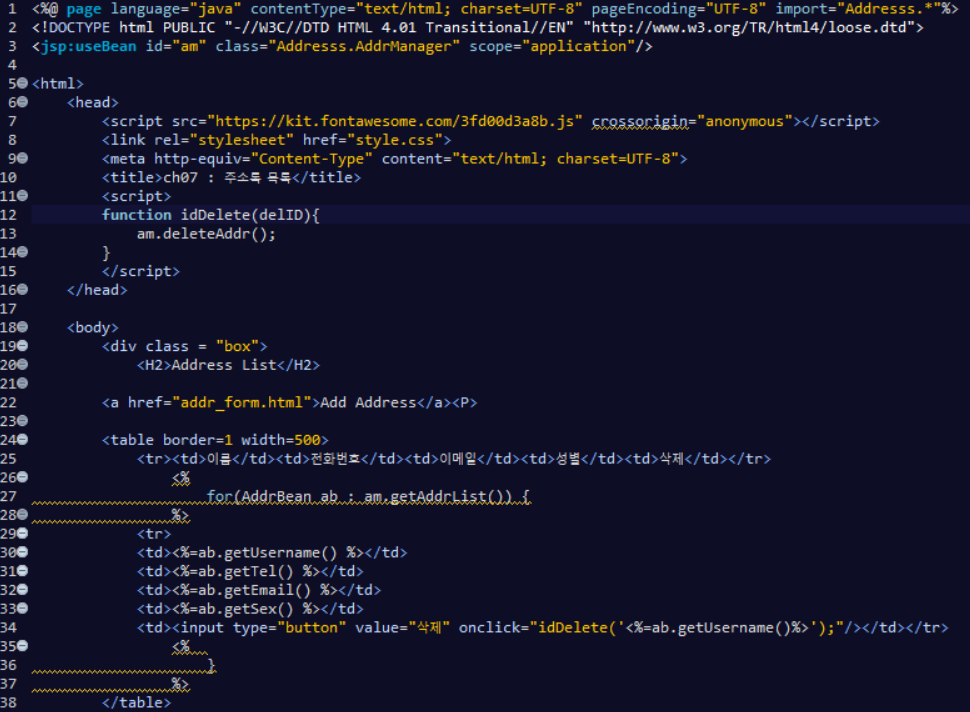 1 <%@ page language="java" contentType="text/html; charset=UTF-8" pageEncoding="UTF-8" import="Addresss.*"%>
2 <!DOCTYPE html PUBLIC "-//W3C//DTD HTML 4.01 Transitional//EN" "http://www.w3.org/TR/html4/loose.dtd">
3 <jsp:useBean id="am" class="Addresss.AddrManager" scope="application"/>
4
5 <html>
6     <head>
7         <script src="https://kit.fontawesome.com/3fd00d3a8b.js" crossorigin="anonymous"></script>
8         <link rel="stylesheet" href="style.css">
9         <meta http-equiv="Content-Type" content="text/html; charset=UTF-8">
10         <title>ch07 : 주소록 목록</title>
11         <script>
12         function idDelete(delID){
13             am.deleteAddr();
14         }
15         </script>
16     </head>
17
18     <body>
19         <div class = "box">
20             <H2>Address List</H2>
21
22         <a href="addr_form.html">Add Address</a><P>
23
24         <table border=1 width=500>
25             <tr><td>이름</td><td>전화번호</td><td>이메일</td><td>성별</td><td>삭제</td></tr>
26                 <%
27                     for(AddrBean ab : am.getAddrList()) {
28                 %>
29             <tr>
30             <td><%=ab.getUsername() %></td>
31             <td><%=ab.getTel() %></td>
32             <td><%=ab.getEmail() %></td>
33             <td><%=ab.getSex() %></td>
34             <td><input type="button" value="삭제" onclick="idDelete('<%=ab.getUsername()%>');"/></td></tr>
35                 <%
36                     }
37                 %>
38         </table>